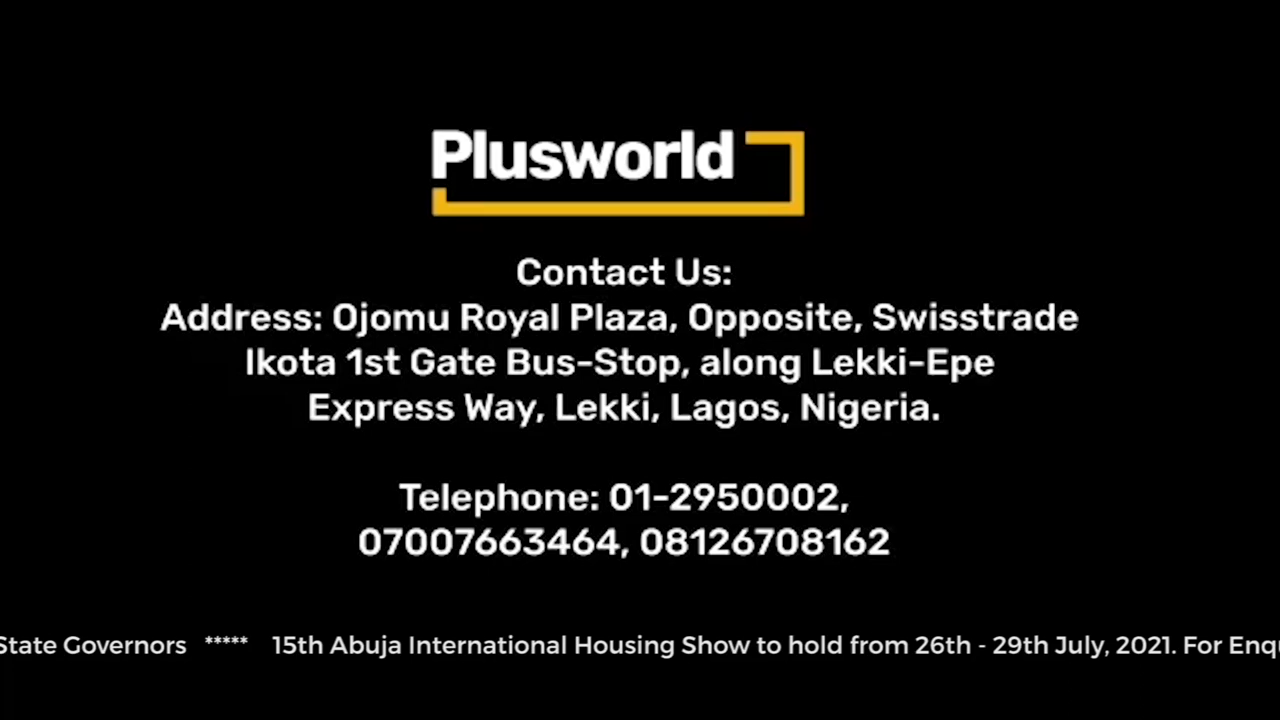 Plusworld
Contact Us:
Address: Ojomu Royal Plaza, Opposite, Swisstrade
Ikota 1st Gate Bus-Stop, along Lekki-Epe
Express Way, Lekki, Lagos, Nigeria.
Telephone: 01-2950002,
07007663464, 08126708162
State Governors ***** 15th Abuja International Housing Show to hold from 26th - 29th July, 2021. For